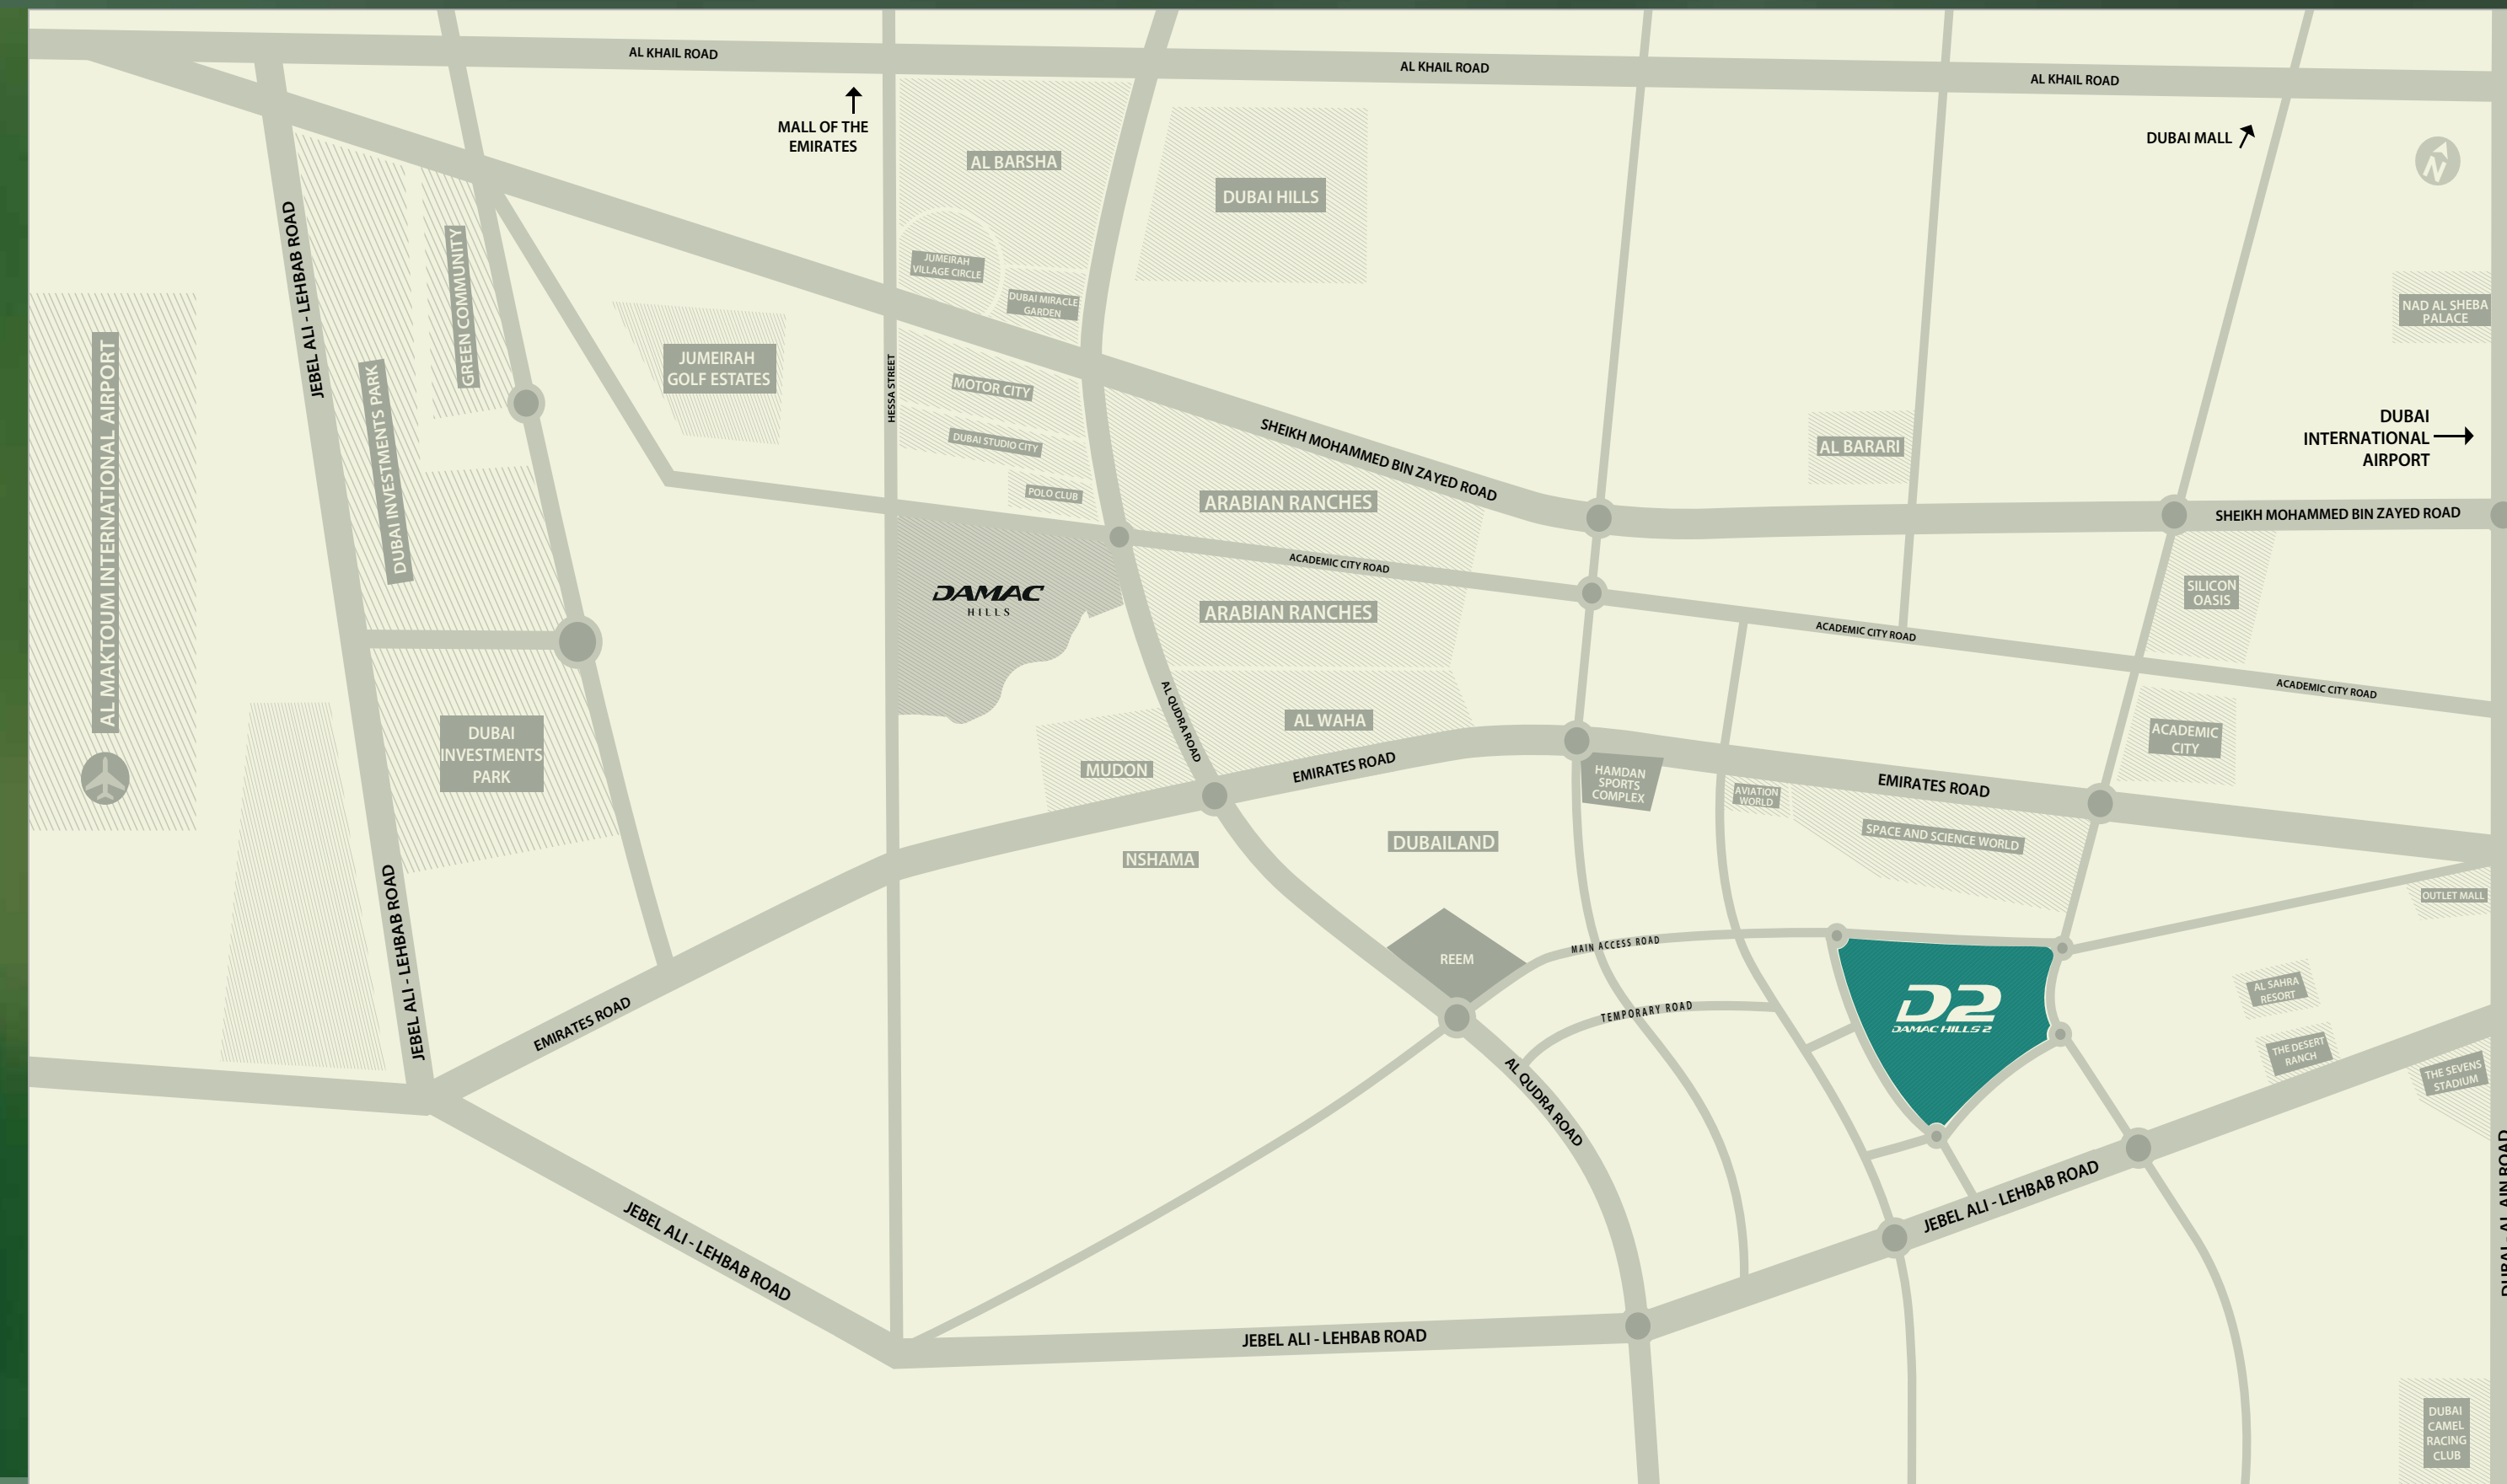 AL KHAIL ROAD
AL KHAIL ROAD
AL KHAIL ROAD
MALL OF THE
EMIRATES
DUBAI MALL
N
AL BARSHA
DUBAI HILLS
JEBEL ALI - LEHBAB ROAD
GREEN COMMUNITY
JUMEIRAH
VILLAGE CIRCLE
DUBAI MIRACLE
GARDEN
NAD AL SHEBA
PALACE
AL MAKTOUM INTERNATIONAL AIRPORT
DUBAI INVESTMENTS PARK
JUMEIRAH
GOLF ESTATES
HESSA STREET
MOTOR CITY
DUBAI STUDIO CITY
POLO CLUB
SHEIKH MOHAMMED BIN ZAYED ROAD
AL BARARI
DUBAI
INTERNATIONAL
AIRPORT
ARABIAN RANCHES
SHEIKH MOHAMMED BIN ZAYED ROAD
ACADEMIC CITY ROAD
DAMAC
HILLS
ARABIAN RANCHES
SILICON
OASIS
ACADEMIC CITY ROAD
ACADEMIC CITY ROAD
AL QUDRA ROAD
AL WAHA
DUBAI
INVESTMENTS
PARK
ACADEMIC
CITY
MUDON
EMIRATES ROAD
HAMDAN
SPORTS
COMPLEX
AVIATION
WORLD
EMIRATES ROAD
SPACE AND SCIENCE WORLD
DUBAILAND
NSHAMA
JEBEL ALI - LEHBAB ROAD
OUTLET MALL
REEM
MAIN ACCESS ROAD
TEMPORARY ROAD
D2
DAMAC HILLS 2
AL SAHRA
RESORT
THE DESERT
RANCH
THE SEVENS
STADIUM
EMIRATES ROAD
AL QUDRA ROAD
JEBEL ALI - LEHBAB ROAD
JEBEL ALI - LEHBAB ROAD
JEBEL ALI - LEHBAB ROAD
DUBAI - AL AIN ROAD
DUBAI
CAMEL
RACING
CLUB